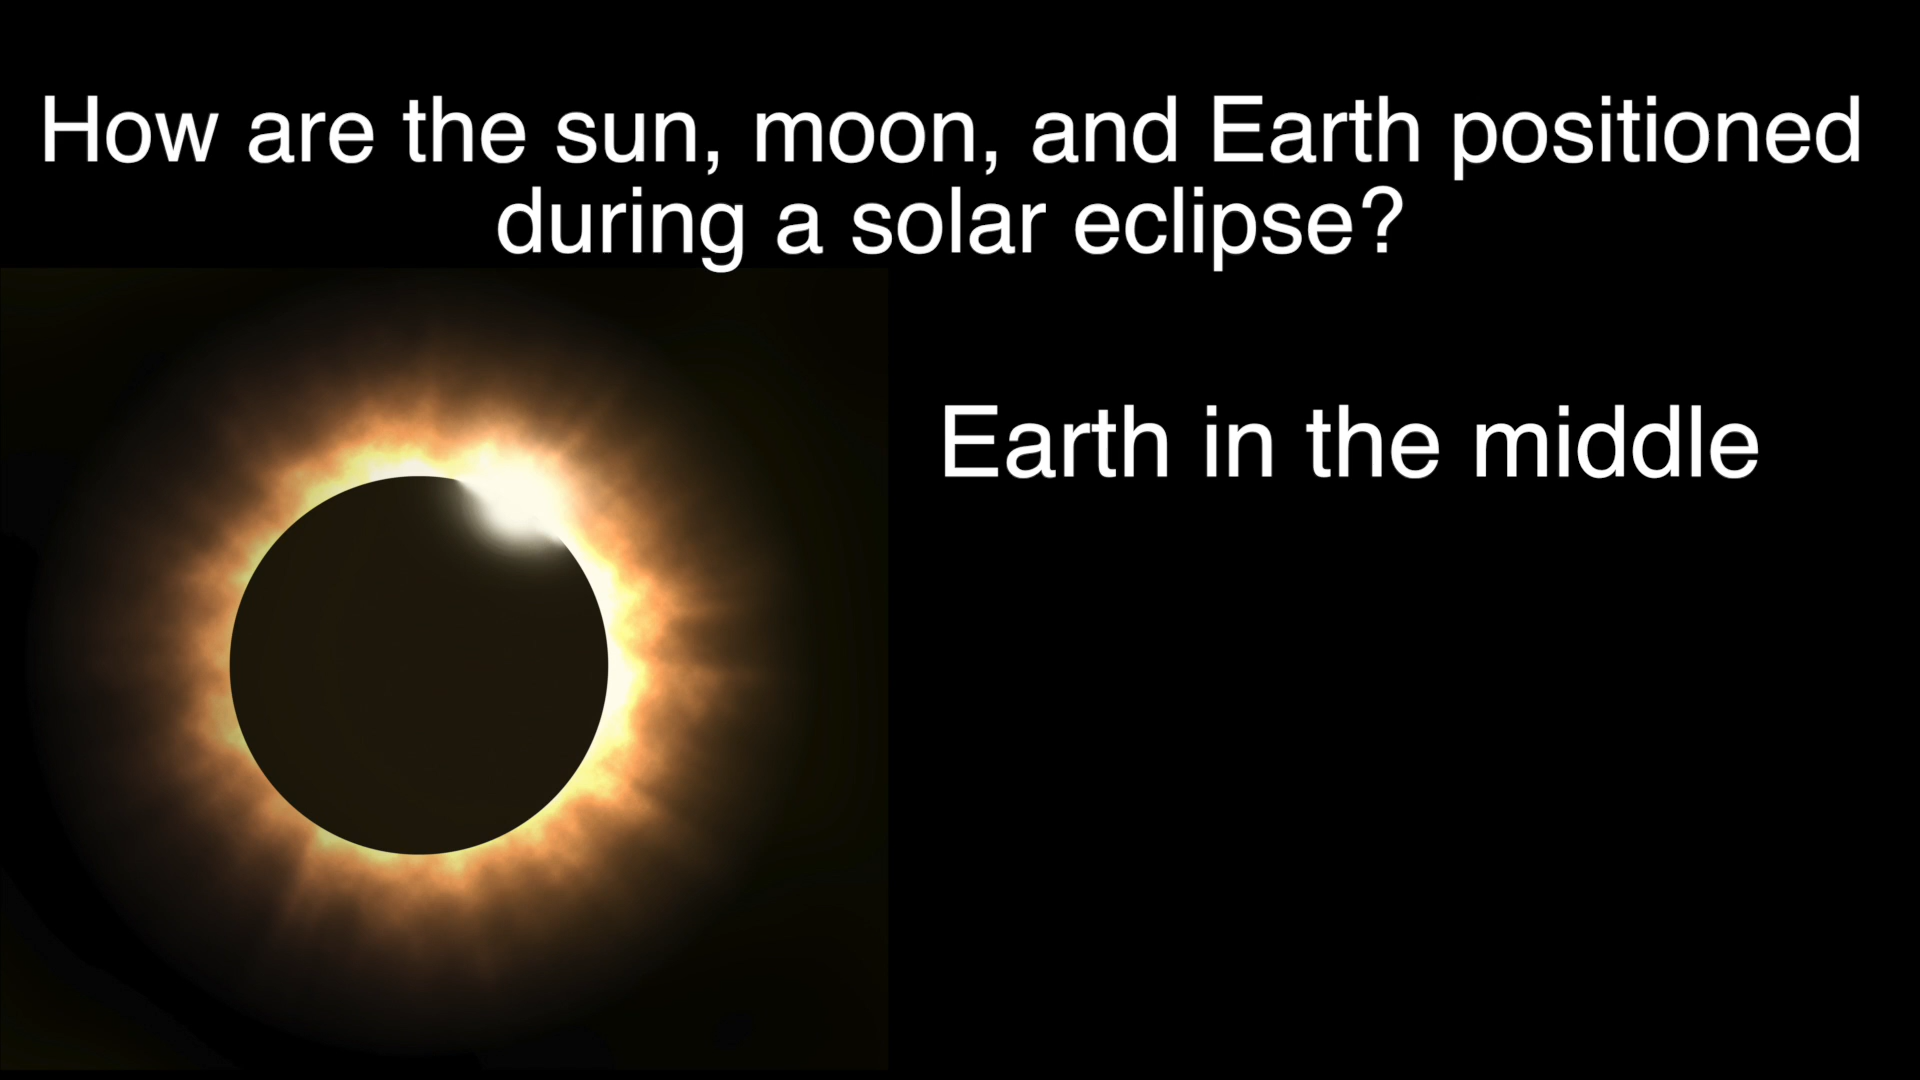 How are the sun, moon, and Earth positioned
during a solar eclipse?
Earth in the middle